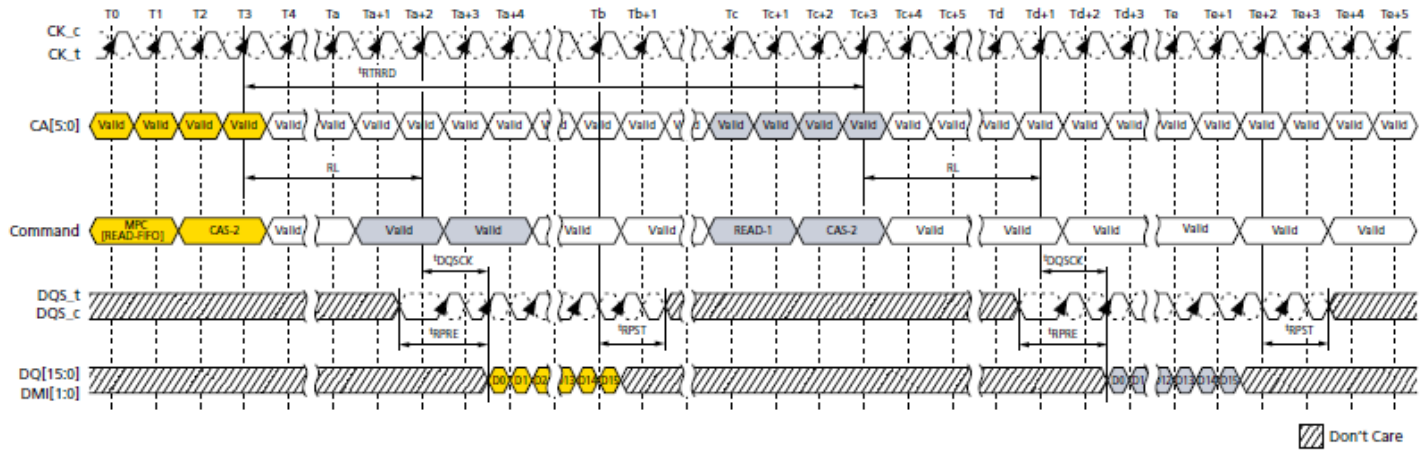 T0 T1 T2 T3 T4 Ta Ta+1 Ta+2 Ta+3 Ta+4 Tb Tb+1 Tc Tc+1 Tc+2 Tc+3 Tc+4 Tc+5 Td Td+1 Td+2 Td+3 Te Te+1 Te+2 Te+3 Te+4 Te+5
CK_c
CK_t
tRTRRD
CA[5:0] Valid Valid Valid Valid Valid Valid Valid Valid Valid Valid Valid Valid Valid Valid Valid Valid Valid Valid Valid Valid Valid Valid Valid Valid Valid Valid Valid
RL RL
Command MPC [READ-FIFO] CAS-2 Valid Valid Valid Valid Valid READ-1 CAS-2 Valid Valid Valid Valid Valid Valid
tDQSCK tDQSCK
DQS_t
DQS_c
tRPRE tRPST tRPRE tRPST
DQ[15:0] D0 D1 D2 D13 D14 D15 D0 D1 D12 D13 D14 D15
DMI[1:0]
Don't Care